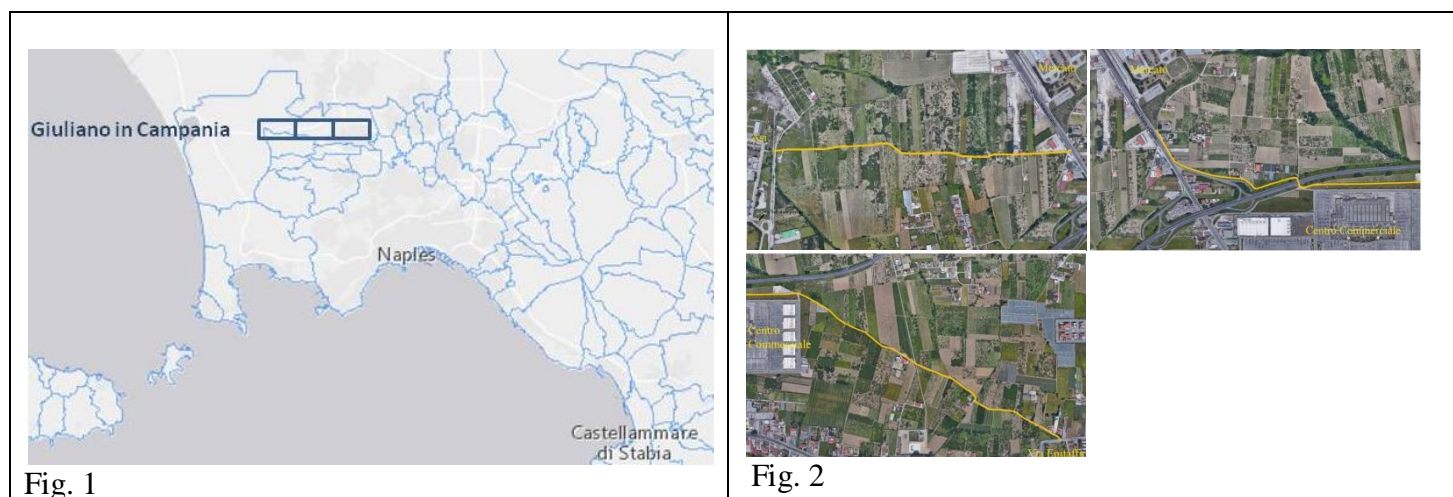 Giuliano in Campania
Naples
Castellammare
di Stabia
Fig. 1
Mercato
Mercato
Centro Commerciale
Centro
Commerciale
Fig. 2